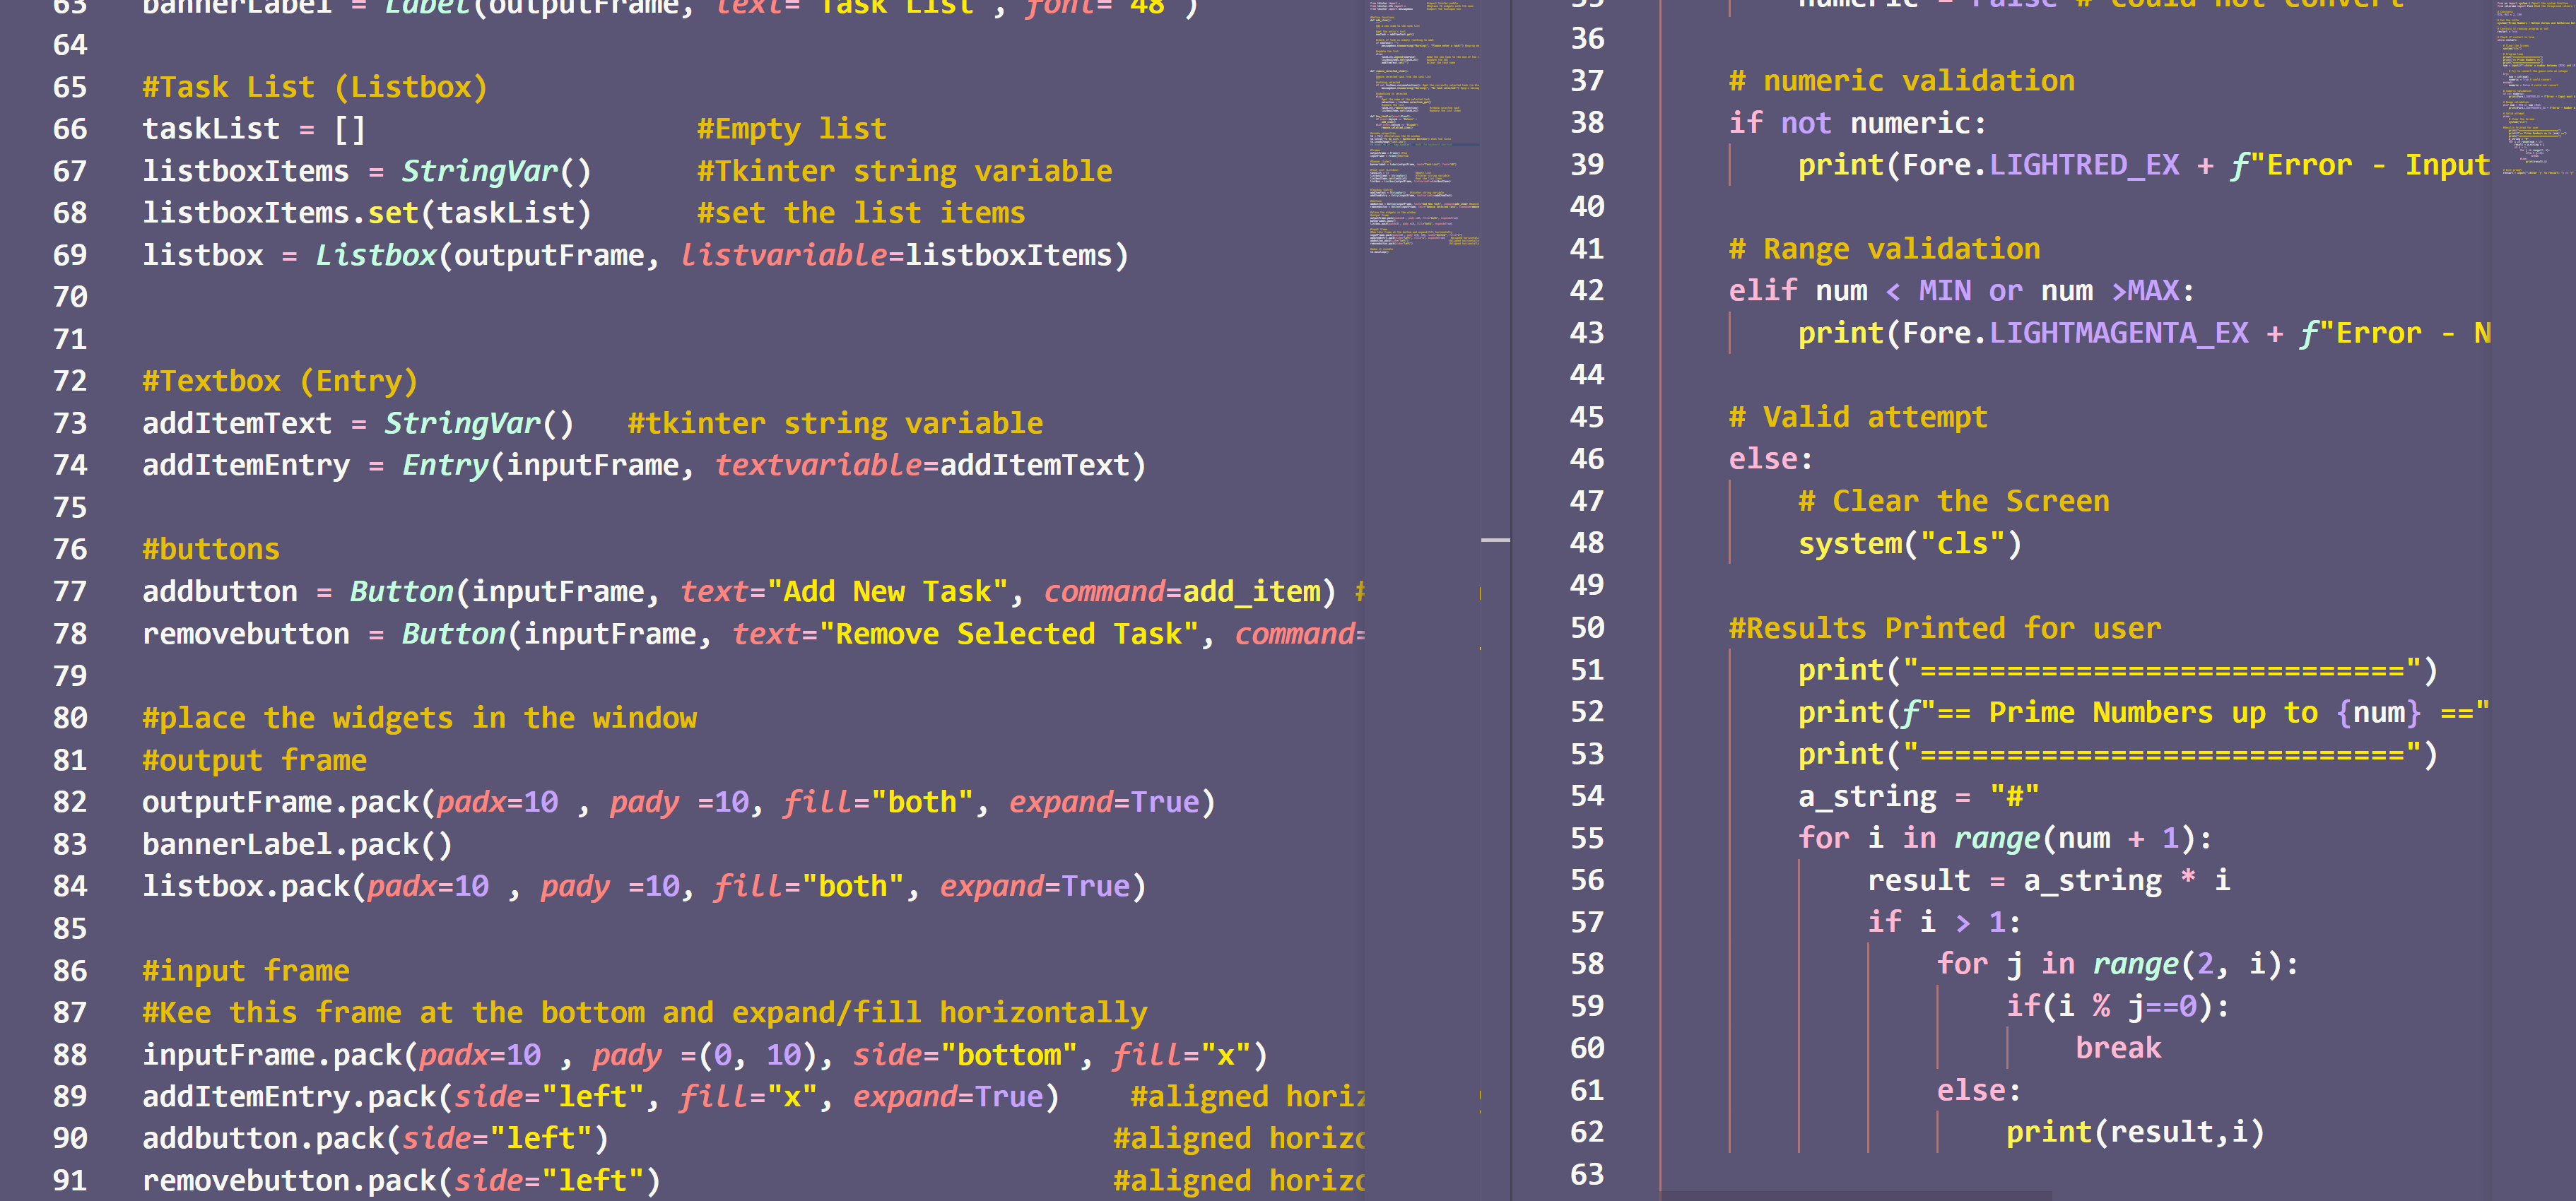 63 bannerLabel = Label(outputFrame, text="Task List", font="48")
64
65 #Task List (Listbox)
66 taskList = [] #Empty list
67 listboxItems = StringVar() #Tkinter string variable
68 listboxItems.set(taskList) #set the list items
69 listbox = Listbox(outputFrame, listvariable=listboxItems)
70
71
72 #Textbox (Entry)
73 addItemText = StringVar() #tkinter string variable
74 addItemEntry = Entry(inputFrame, textvariable=addItemText)
75
76 #buttons
77 addbutton = Button(inputFrame, text="Add New Task", command=add_item) #
78 removebutton = Button(inputFrame, text="Remove Selected Task", command=
79
80 #place the widgets in the window
81 #output frame
82 outputFrame.pack(padx=10 , pady =10, fill="both", expand=True)
83 bannerLabel.pack()
84 listbox.pack(padx=10 , pady =10, fill="both", expand=True)
85
86 #input frame
87 #Kee this frame at the bottom and expand/fill horizontally
88 inputFrame.pack(padx=10 , pady =(0, 10), side="bottom", fill="x")
89 addItemEntry.pack(side="left", fill="x", expand=True) #aligned horiz
90 addbutton.pack(side="left") #aligned horizo
91 removebutton.pack(side="left") #aligned horizo
35 numeric = False # Could not convert
36
37 # numeric validation
38 if not numeric:
39 print(Fore.LIGHTRED_EX + f"Error - Input
40
41 # Range validation
42 elif num < MIN or num >MAX:
43 print(Fore.LIGHTMAGENTA_EX + f"Error - N
44
45 # Valid attempt
46 else:
47 # Clear the Screen
48 system("cls")
49
50 #Results Printed for user
51 print("============================")
52 print(f"== Prime Numbers up to {num} =="
53 print("============================")
54 a_string = "#"
55 for i in range(num + 1):
56 result = a_string * i
57 if i > 1:
58 for j in range(2, i):
59 if(i % j==0):
60 break
61 else:
62 print(result,i)
63